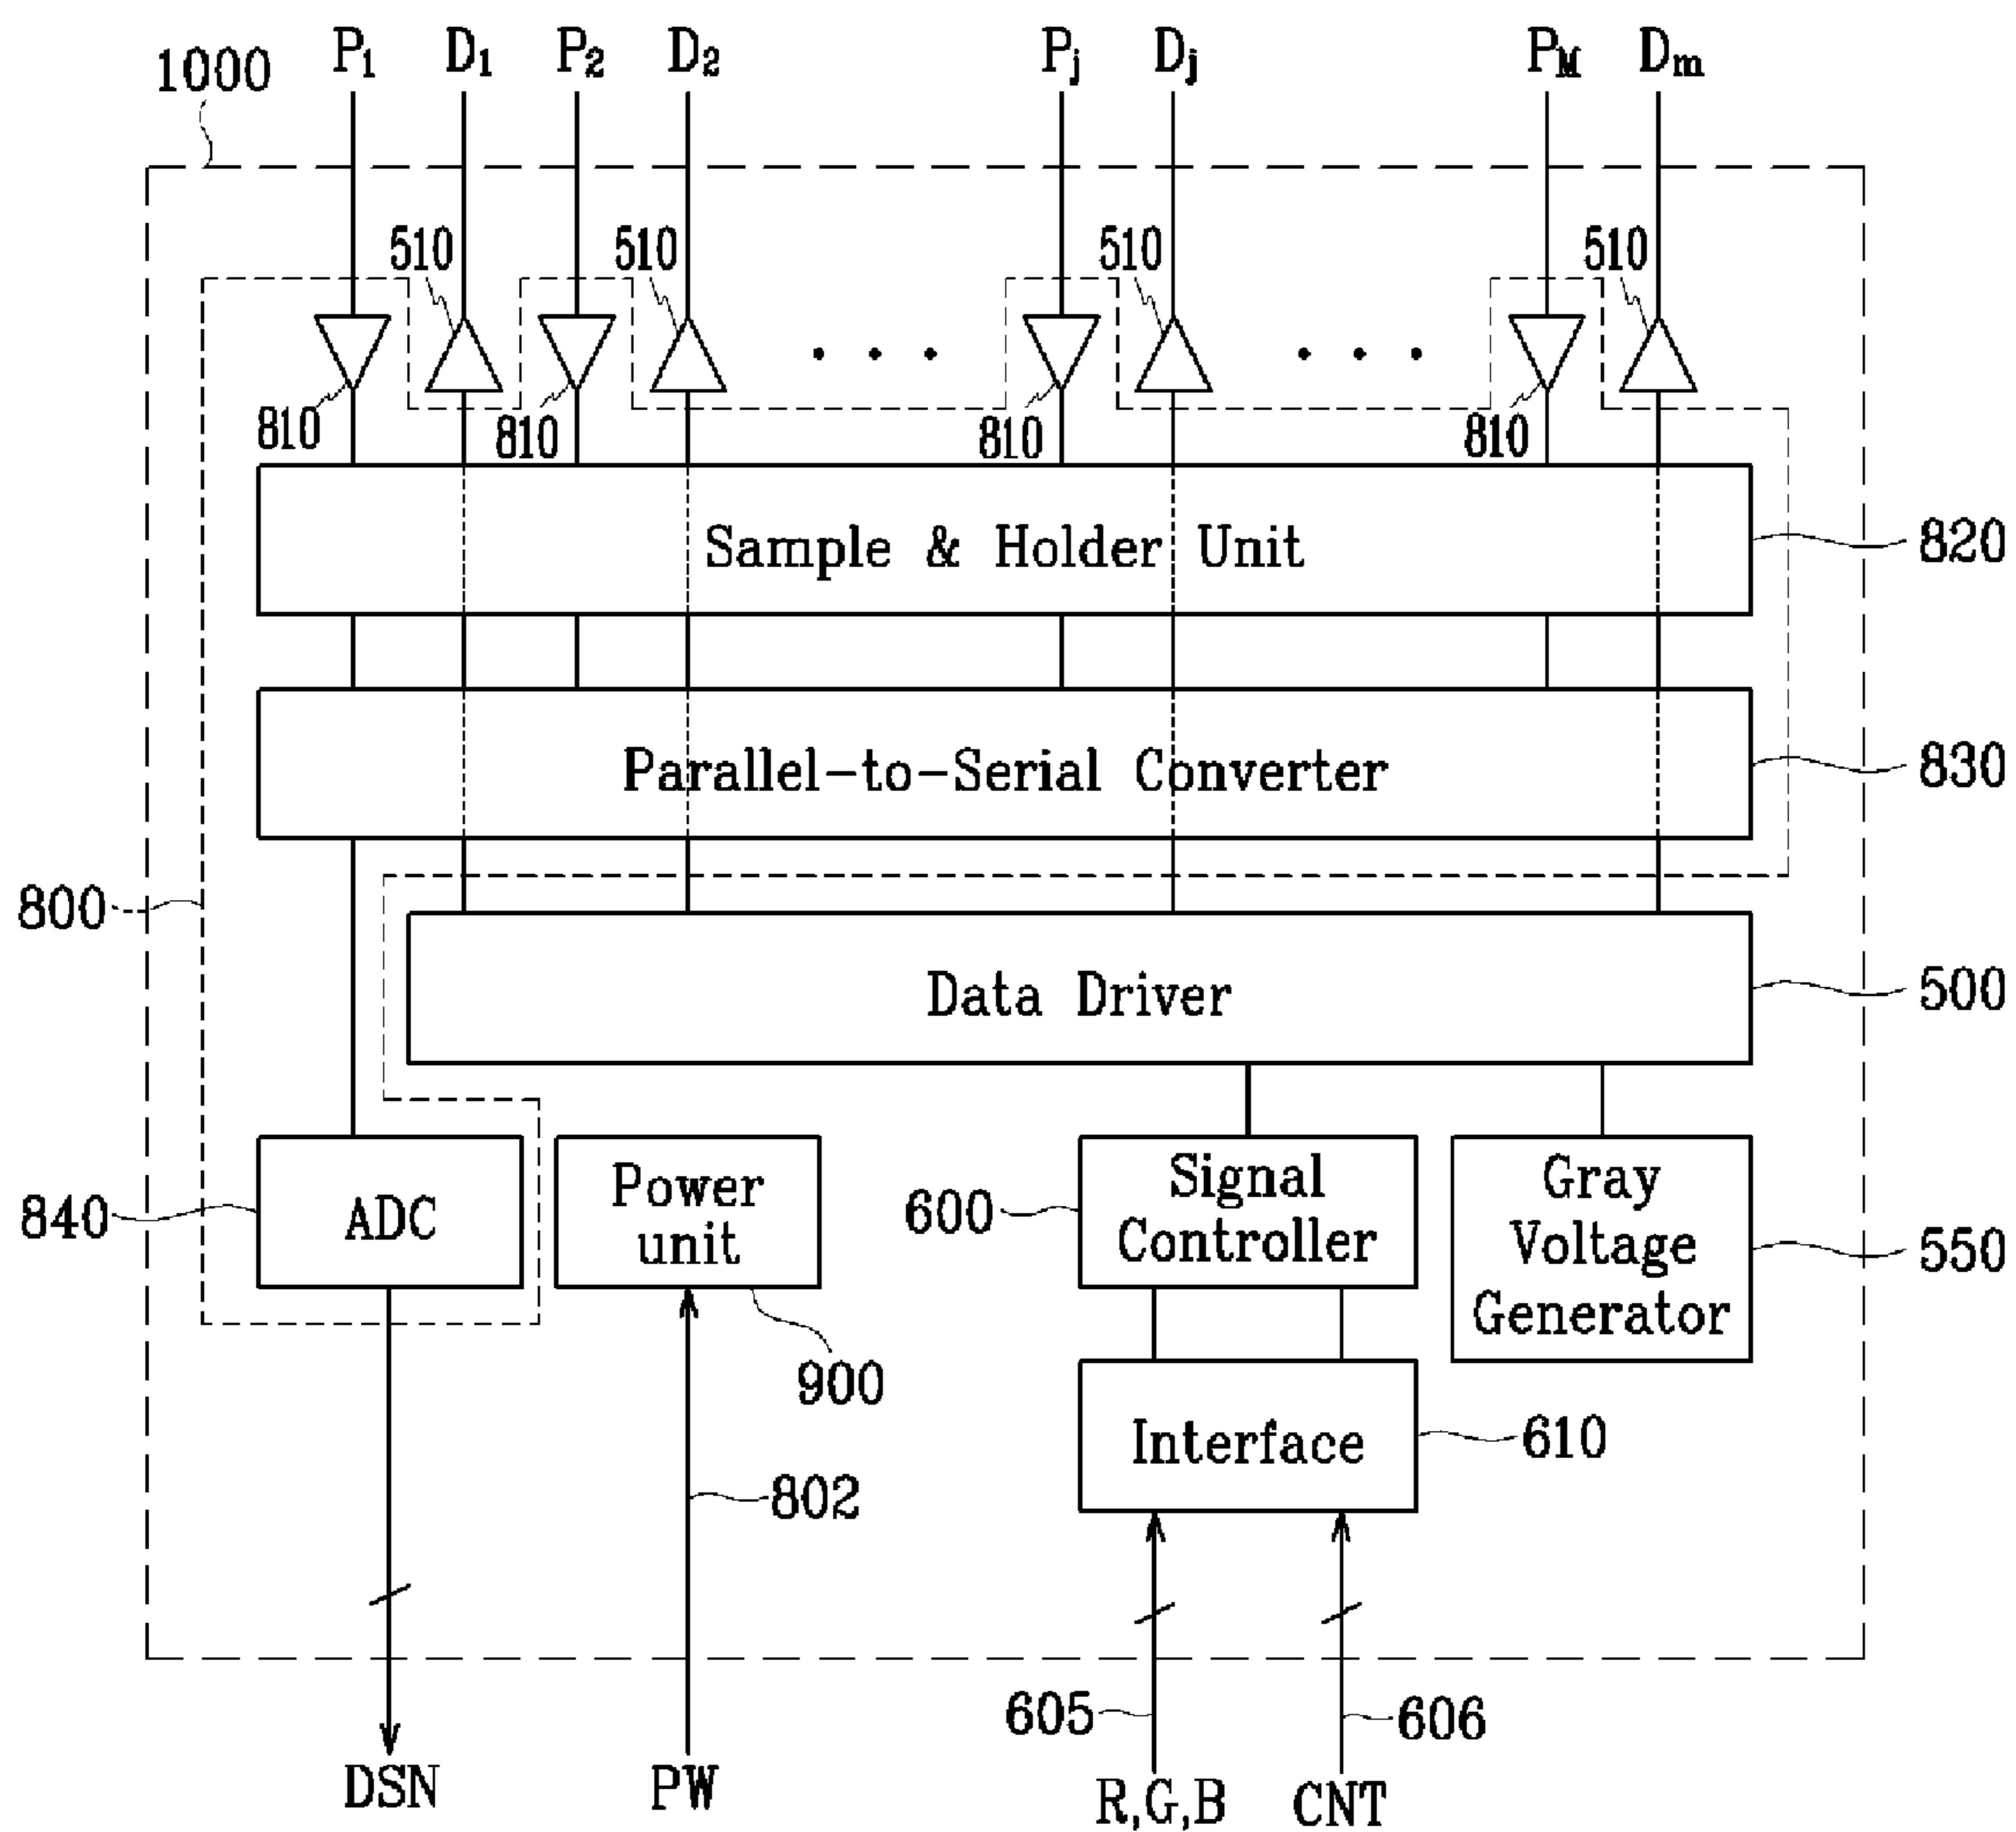 P1 D1 P2 D2 Pj Dj PM Dm
1000
510 510 510 510
810 810 810 810
Sample & Holder Unit
820
Parallel-to-Serial Converter
830
800
Data Driver
500
840
ADC
Power
unit
900
802
600
Signal
Controller
Gray
Voltage
Generator
550
Interface
610
605
606
DSN PW R,G,B CNT